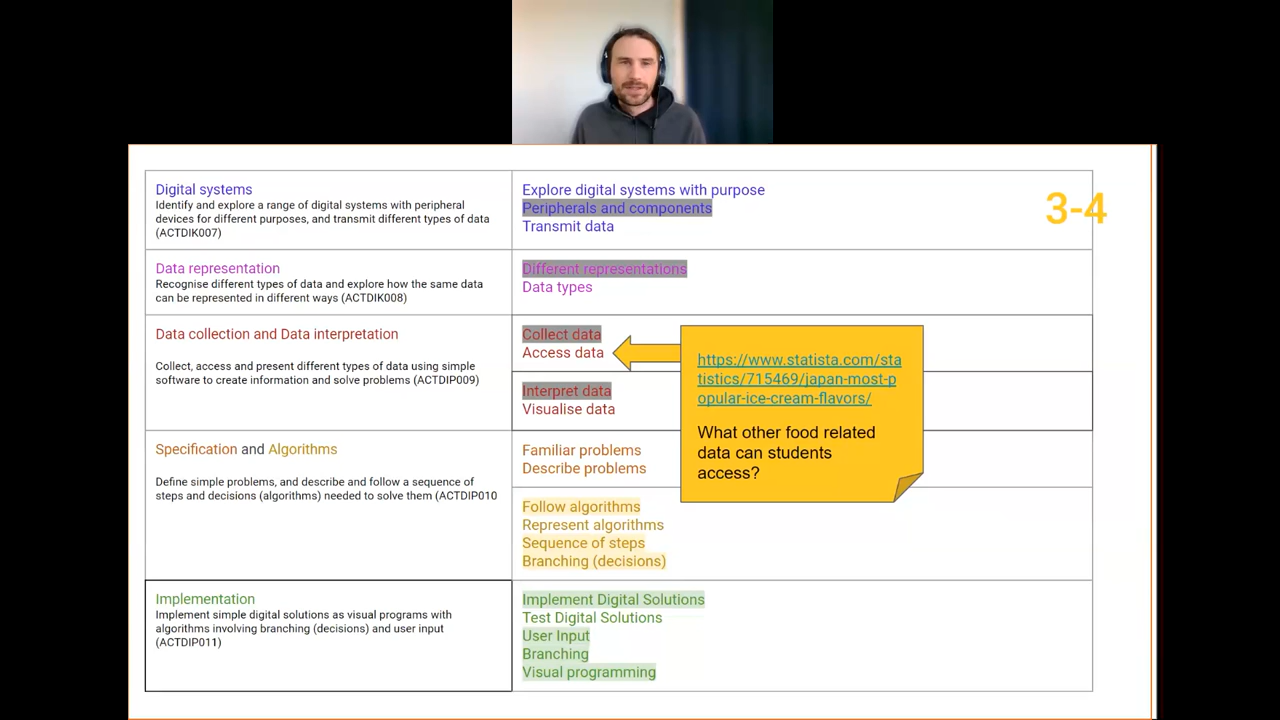 Digital systems
Identify and explore a range of digital systems with peripheral
devices for different purposes, and transmit different types of data
(ACTDIK007)
Explore digital systems with purpose
Peripherals and components
Transmit data
3-4
Data representation
Recognise different types of data and explore how the same data
can be represented in different ways (ACTDIK008)
Different representations
Data types
Data collection and Data interpretation
Collect, access and present different types of data using simple
software to create information and solve problems (ACTDIP009)
Collect data
Access data
Interpret data
Visualise data
https://www.statista.com/sta
tistics/715469/japan-most-p
opular-ice-cream-flavors/
What other food related
data can students
access?
Specification and Algorithms
Define simple problems, and describe and follow a sequence of
steps and decisions (algorithms) needed to solve them (ACTDIP010
Familiar problems
Describe problems
Follow algorithms
Represent algorithms
Sequence of steps
Branching (decisions)
Implementation
Implement simple digital solutions as visual programs with
algorithms involving branching (decisions) and user input
(ACTDIP011)
Implement Digital Solutions
Test Digital Solutions
User Input
Branching
Visual programming